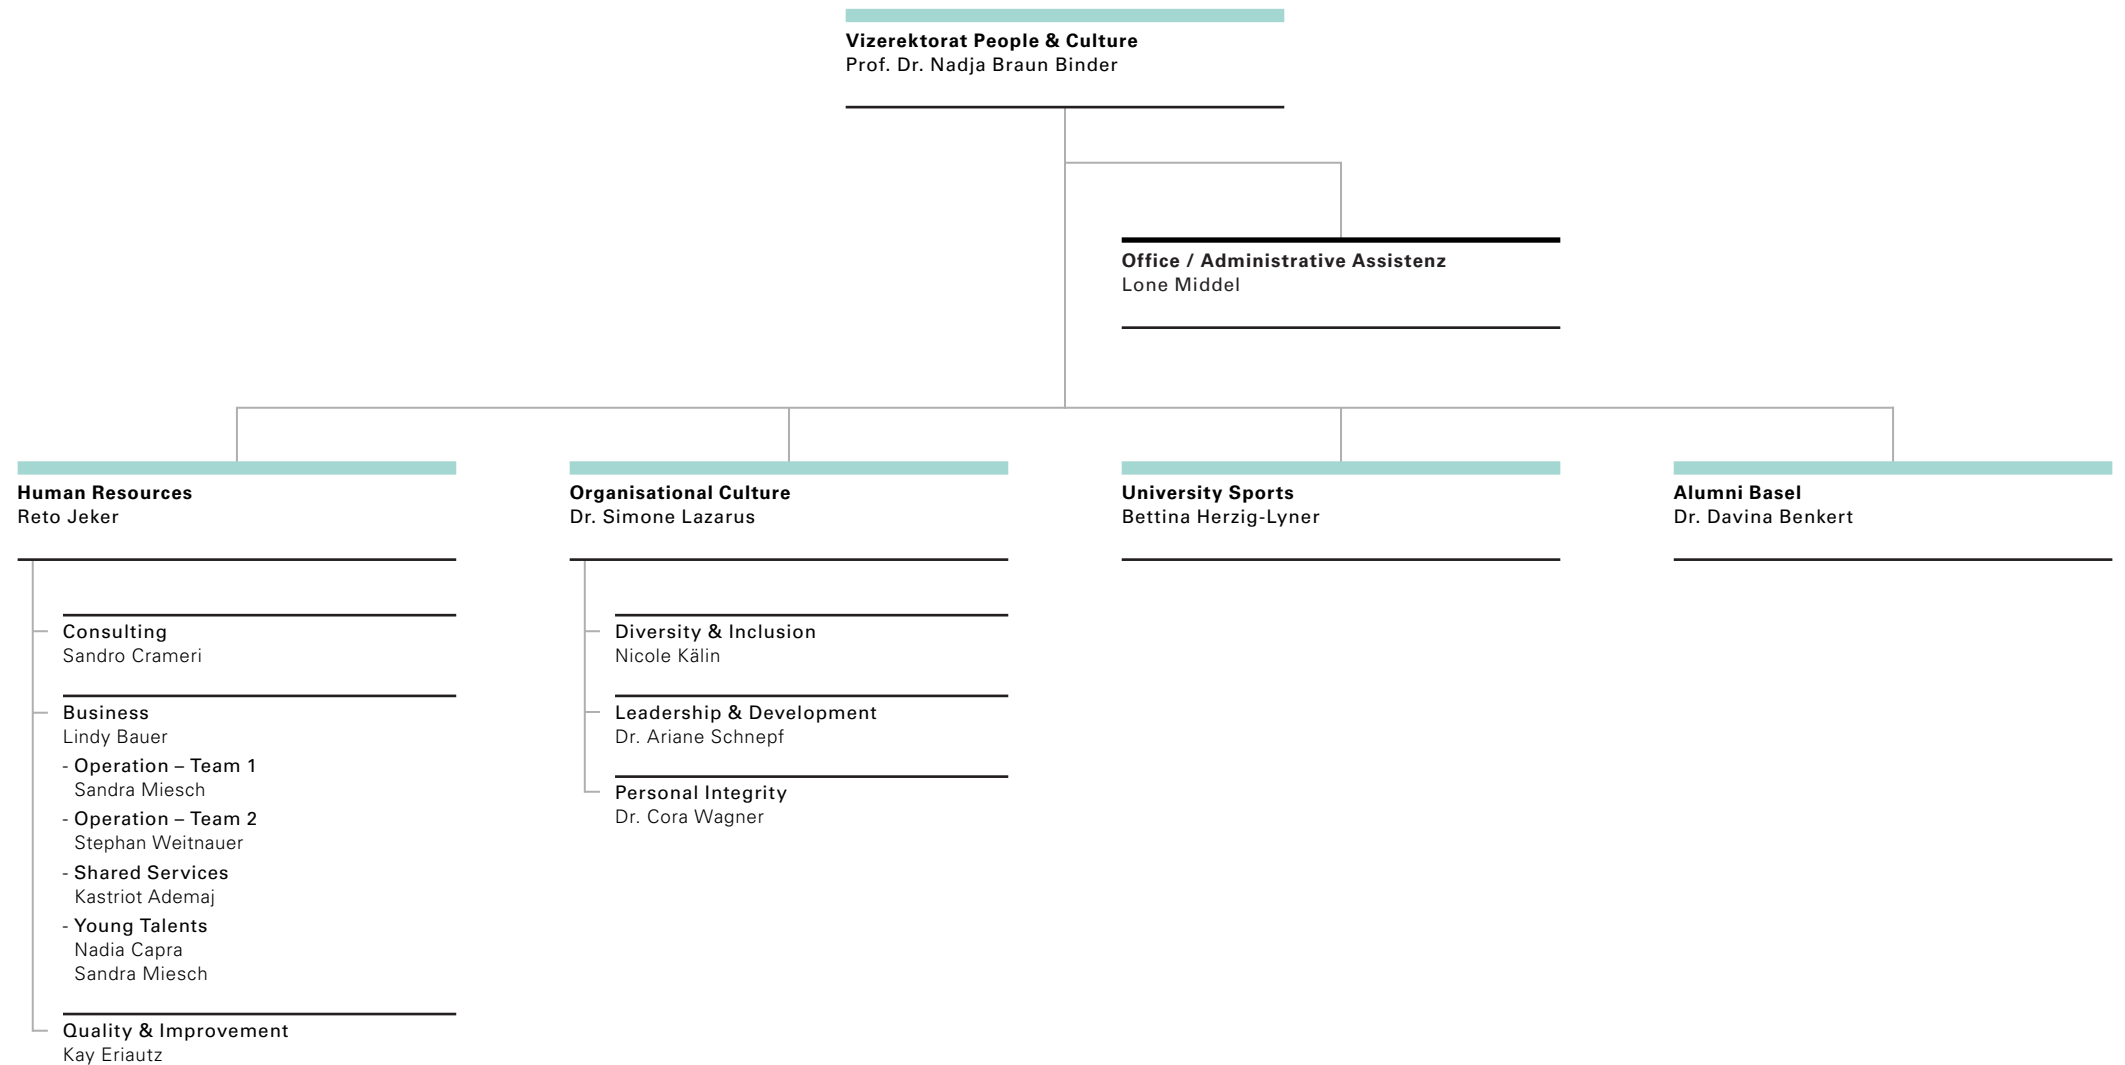 Vizerektorat People & Culture
Prof. Dr. Nadja Braun Binder
Office / Administrative Assistenz
Lone Middel
Human Resources
Reto Jeker
Consulting
Sandro Crameri
Business
Lindy Bauer
- Operation – Team 1
Sandra Miesch
- Operation – Team 2
Stephan Weitnauer
- Shared Services
Kastriot Ademaj
- Young Talents
Nadia Capra
Sandra Miesch
Quality & Improvement
Kay Eriautz
Organisational Culture
Dr. Simone Lazarus
Diversity & Inclusion
Nicole Kälin
Leadership & Development
Dr. Ariane Schnepf
Personal Integrity
Dr. Cora Wagner
University Sports
Bettina Herzig-Lyner
Alumni Basel
Dr. Davina Benkert